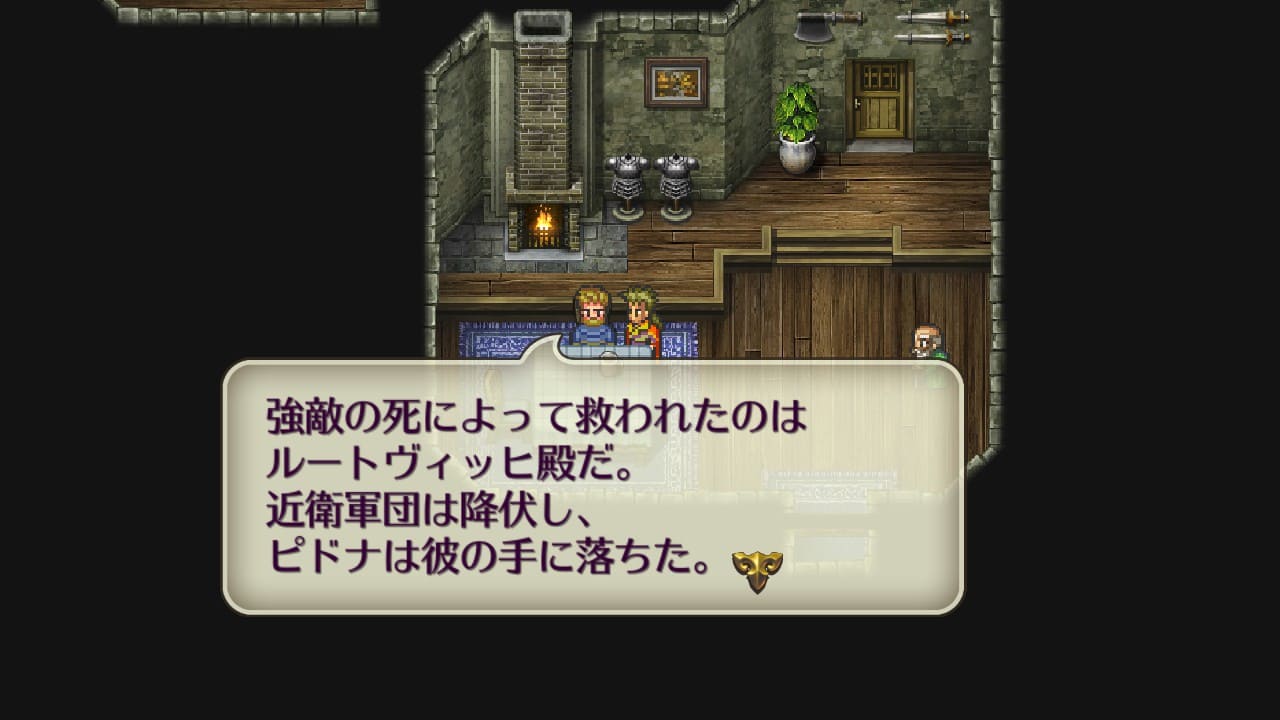 強敵の死によって救われたのは
ルートヴィッヒ殿だ。
近衛軍団は降伏し、
ピドナは彼の手に落ちた。